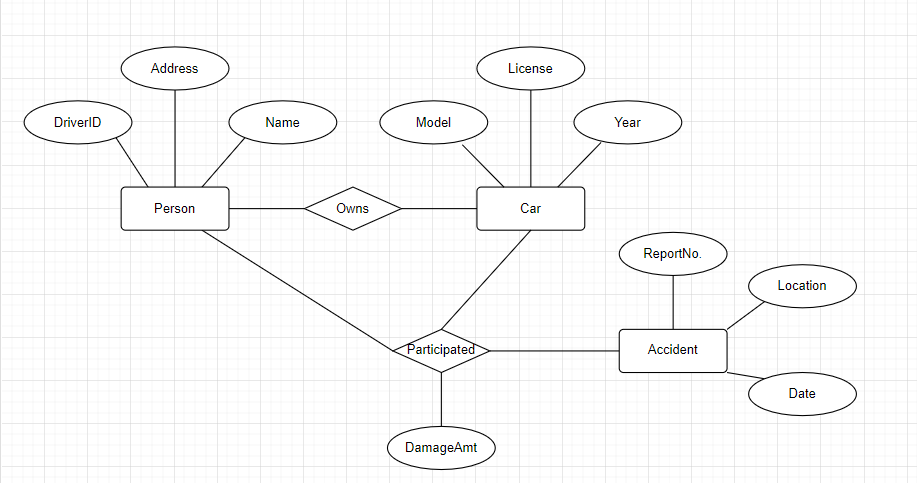 Address
License
DriverID
Name
Model
Year
Person
Owns
Car
ReportNo.
Location
Participated
Accident
Date
DamageAmt